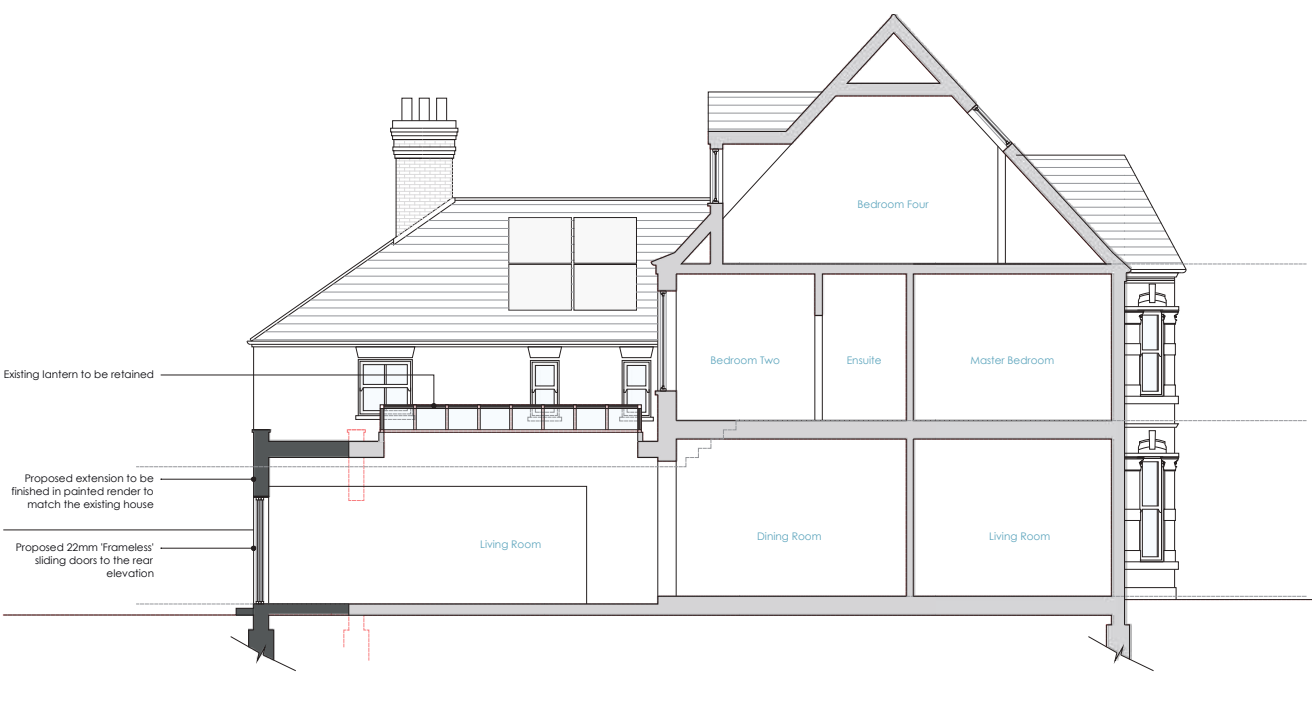 Bedroom Four
Bedroom Two
Ensuite
Master Bedroom
Existing lantern to be retained
Proposed extension to be
finished in painted render to
match the existing house
Proposed 22mm 'Frameless'
sliding doors to the rear
elevation
Living Room
Dining Room
Living Room